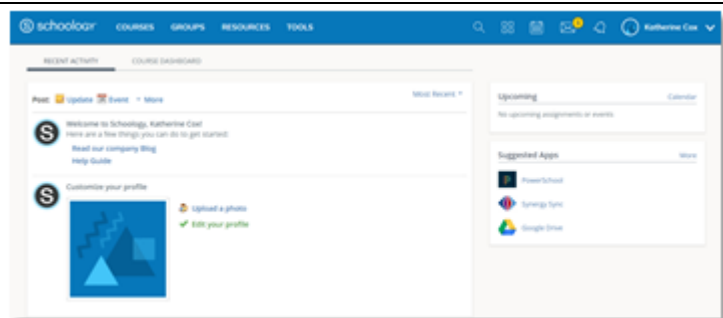 schoology COURSES GROUPS RESOURCES TOOLS Katherine Cox
RECENT ACTIVITY COURSE DASHBOARD
Post: Update Event More Most Recent
Welcome to Schoology, Katherine Cox!
Here are a few things you can do to get started:
Read our company Blog
Help Guide
Customize your profile
Upload a photo
Edit your profile
Upcoming Calendar
No upcoming assignments or events
Suggested Apps More
PowerSchool
Synergy Sync
Google Drive